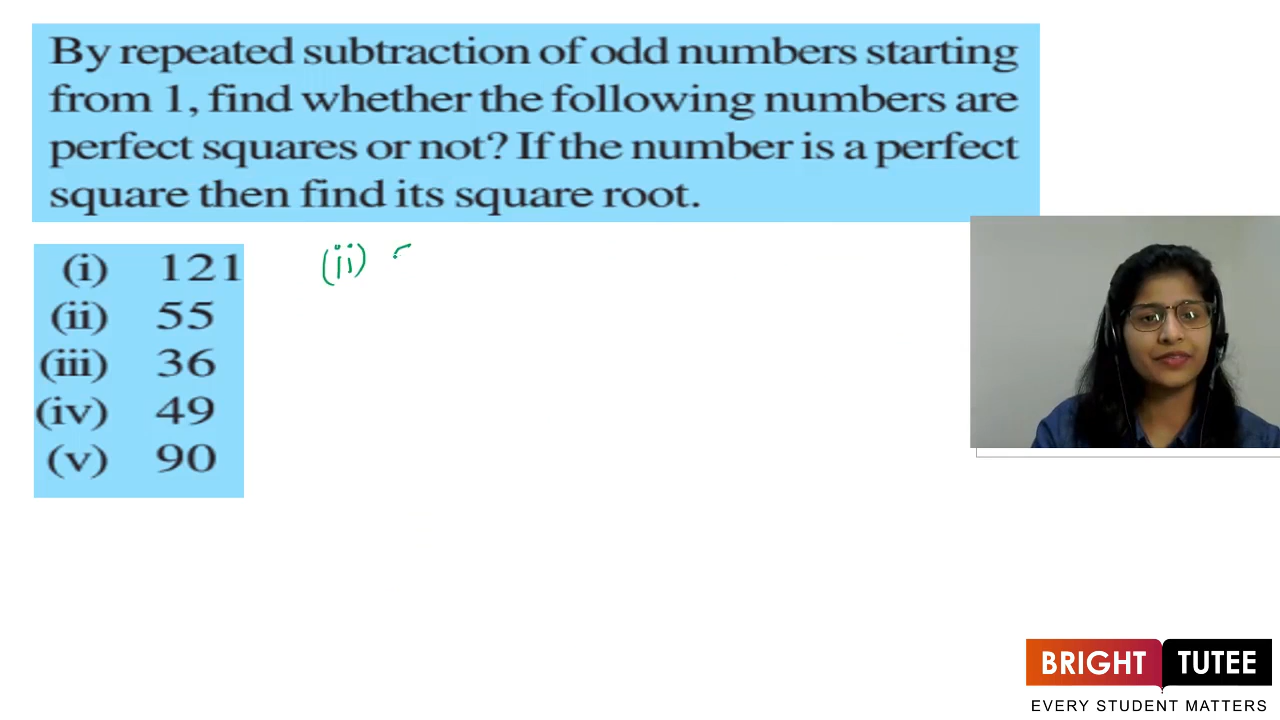 By repeated subtraction of odd numbers starting
from 1, find whether the following numbers are
perfect squares or not? If the number is a perfect
square then find its square root.
(i) 121
(ii) 55
(iii) 36
(iv) 49
(v) 90
(ii)
BRIGHT TUTEE
EVERY STUDENT MATTERS